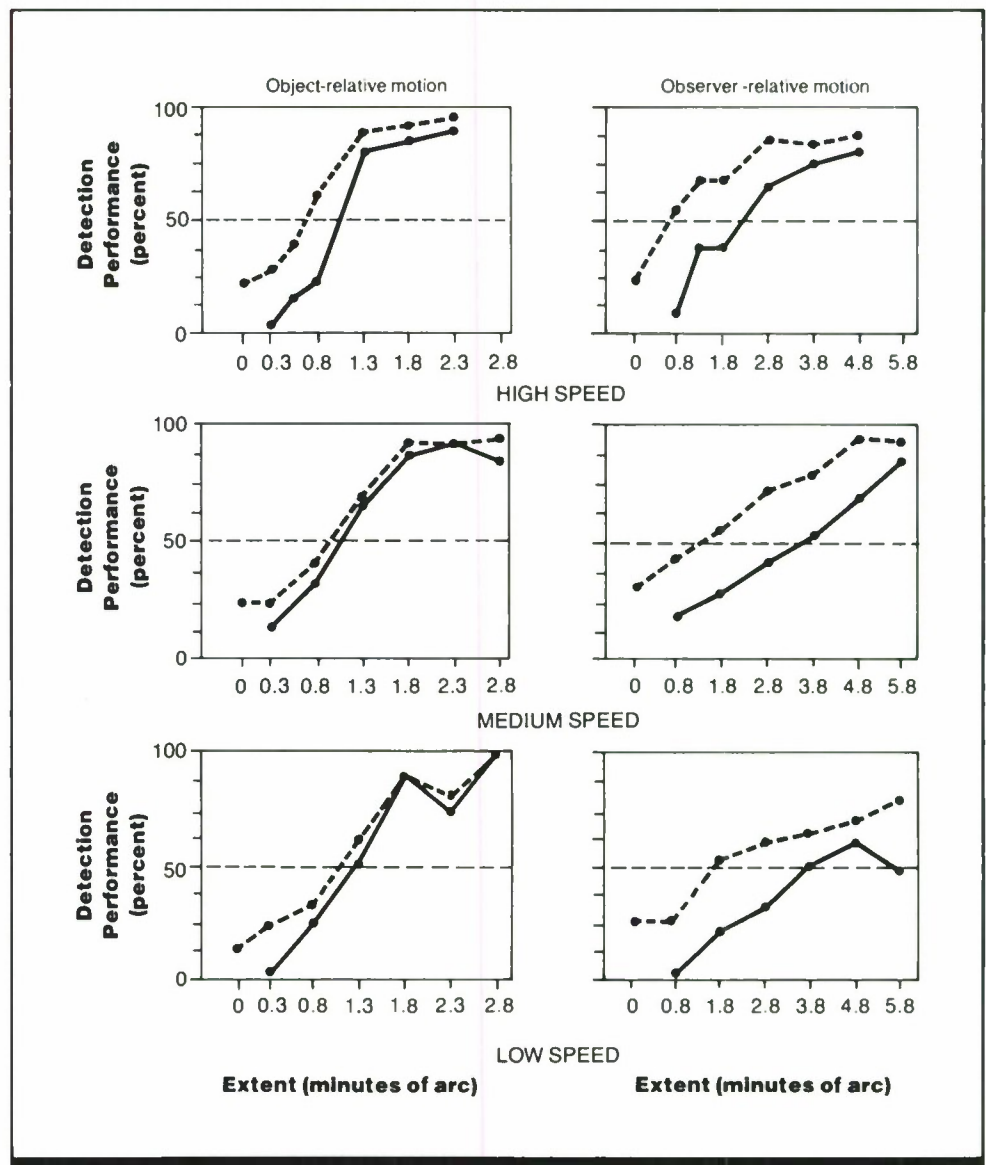 Object-relative motion
Observer -relative motion
Detection
Performance
(percent)
100
50
0
0 0.3 0.8 1.3 1.8 2.3 2.8
0 0.8 1.8 2.8 3.8 4.8 5.8
HIGH SPEED
Detection
Performance
(percent)
100
50
0
0 0.3 0.8 1.3 1.8 2.3 2.8
0 0.8 1.8 2.8 3.8 4.8 5.8
MEDIUM SPEED
Detection
Performance
(percent)
100
50
0
0 0.3 0.8 1.3 1.8 2.3 2.8
0 0.8 1.8 2.8 3.8 4.8 5.8
LOW SPEED
Extent (minutes of arc)
Extent (minutes of arc)